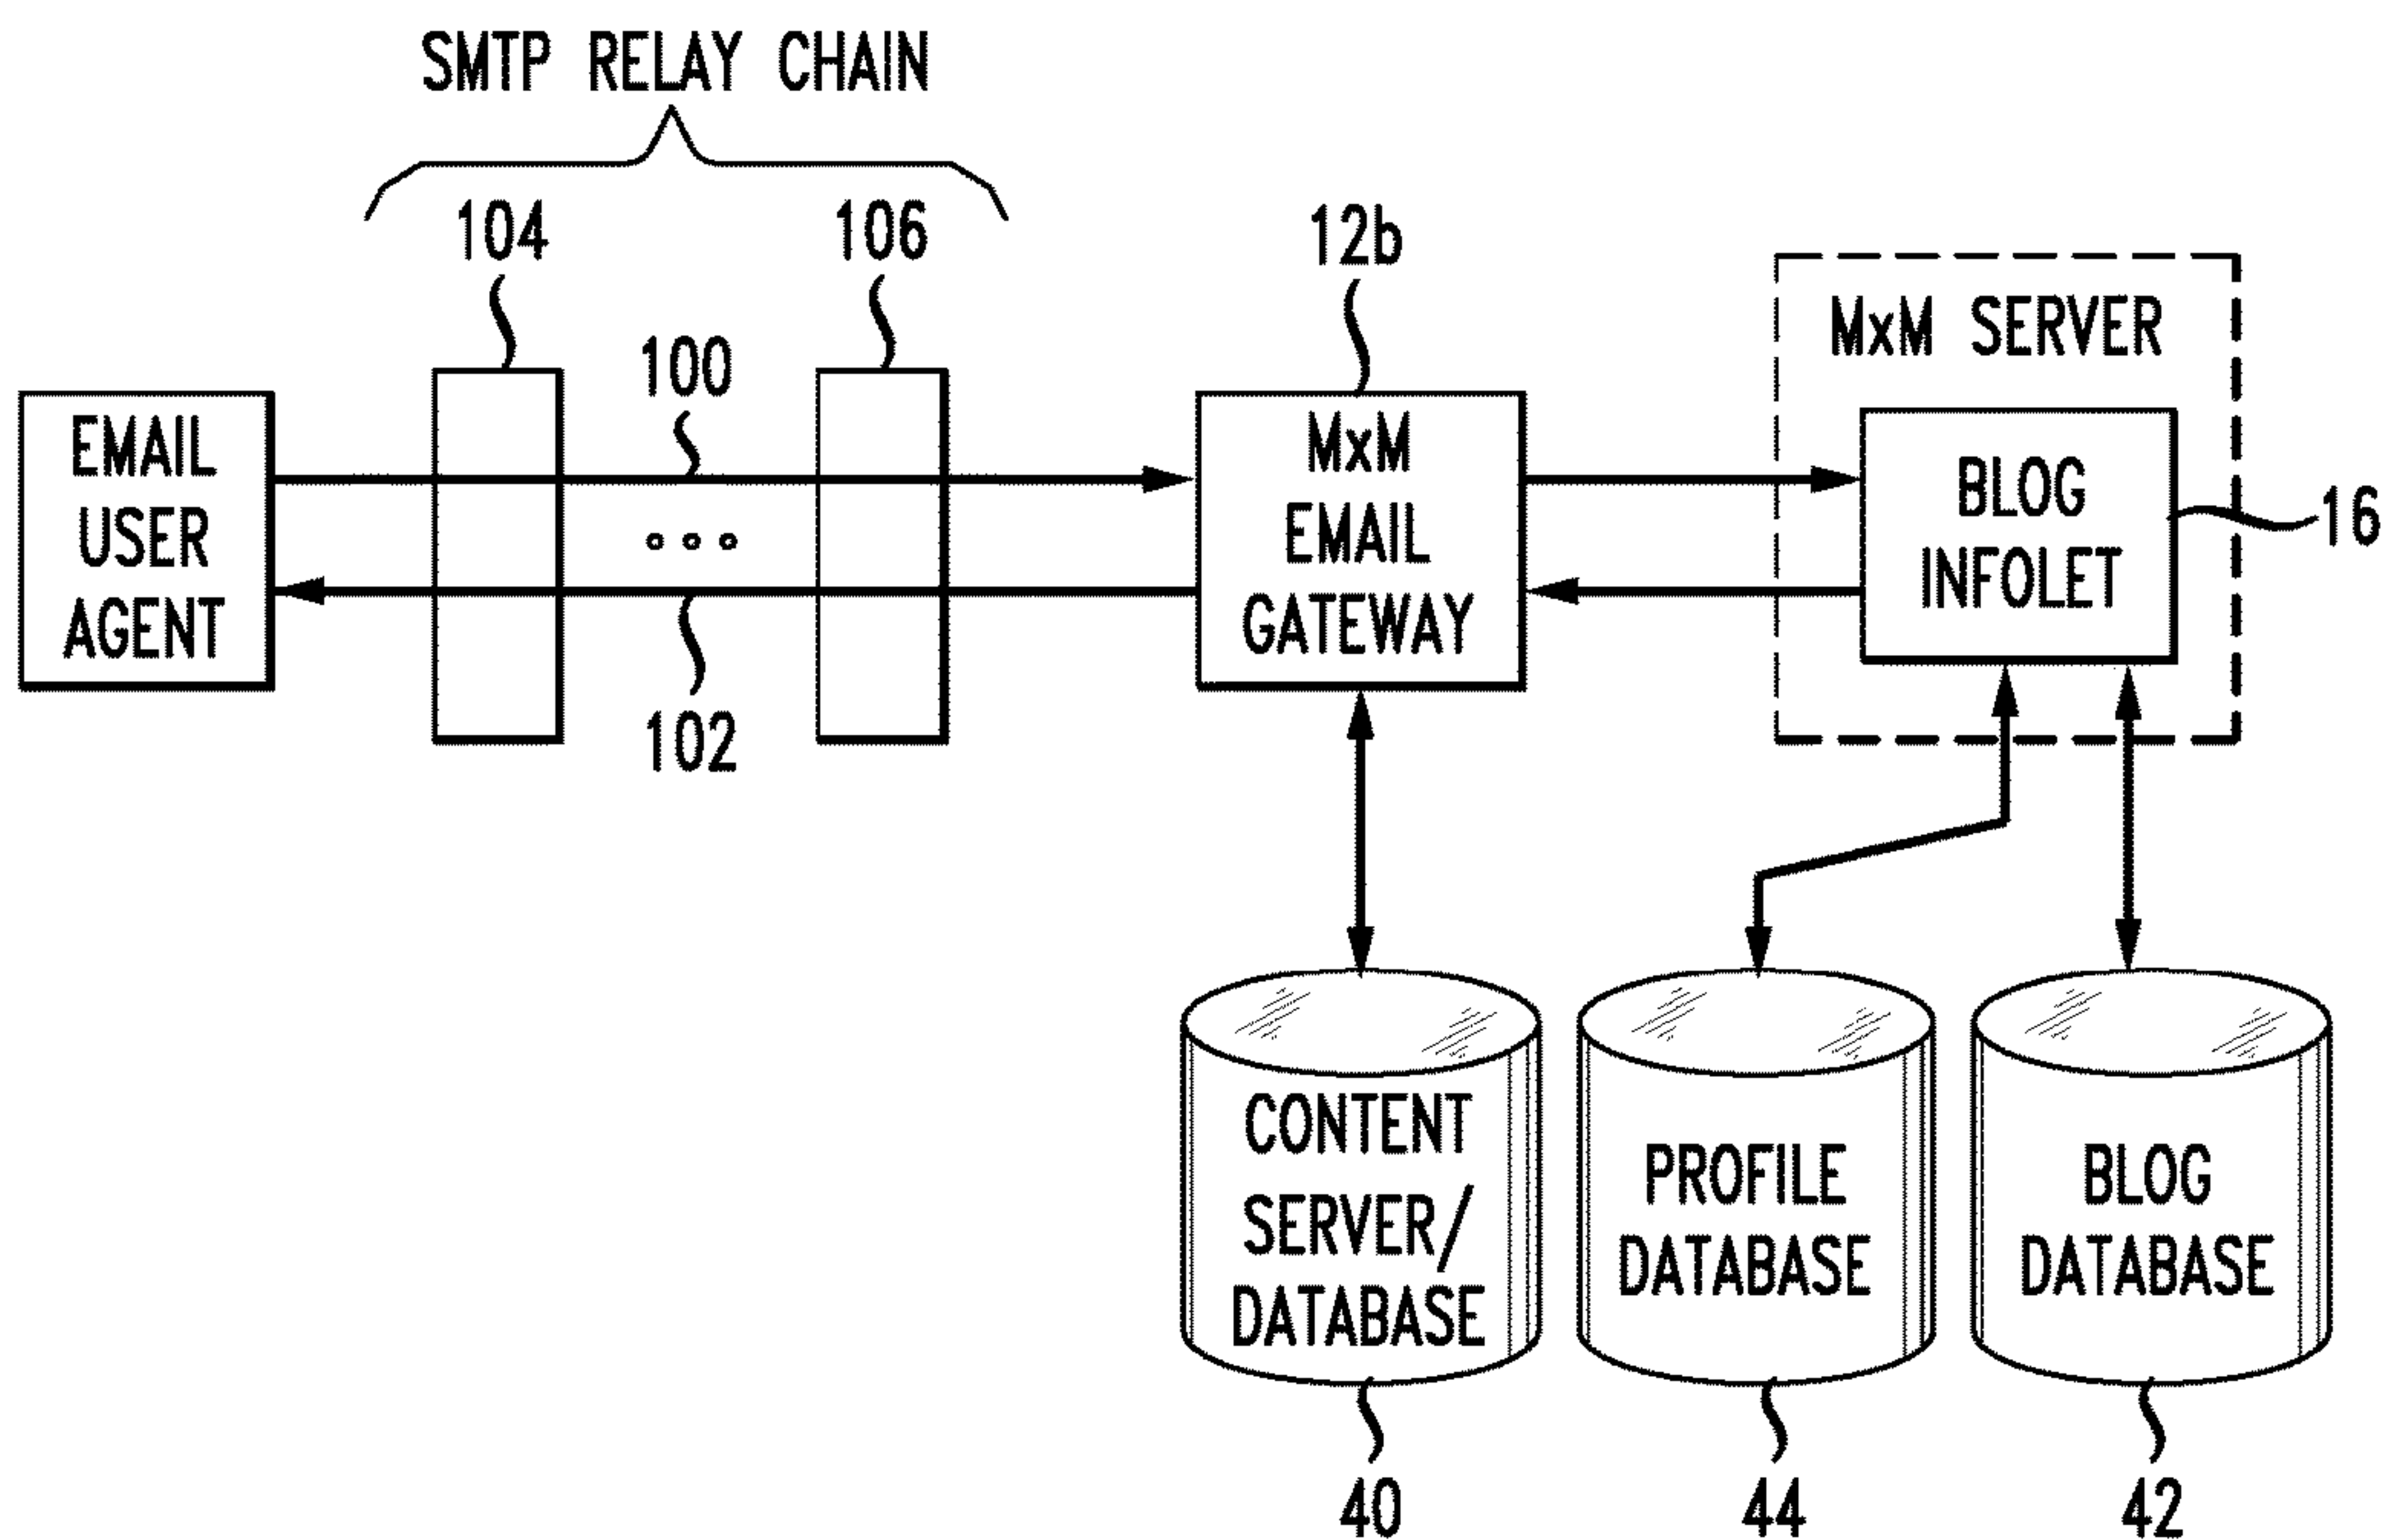 SMTP RELAY CHAIN
104
106
12b
100
MxM SERVER
EMAIL
USER
AGENT
MxM
EMAIL
GATEWAY
BLOG
INFOLET
16
102
CONTENT
SERVER/
DATABASE
PROFILE
DATABASE
BLOG
DATABASE
40
44
42